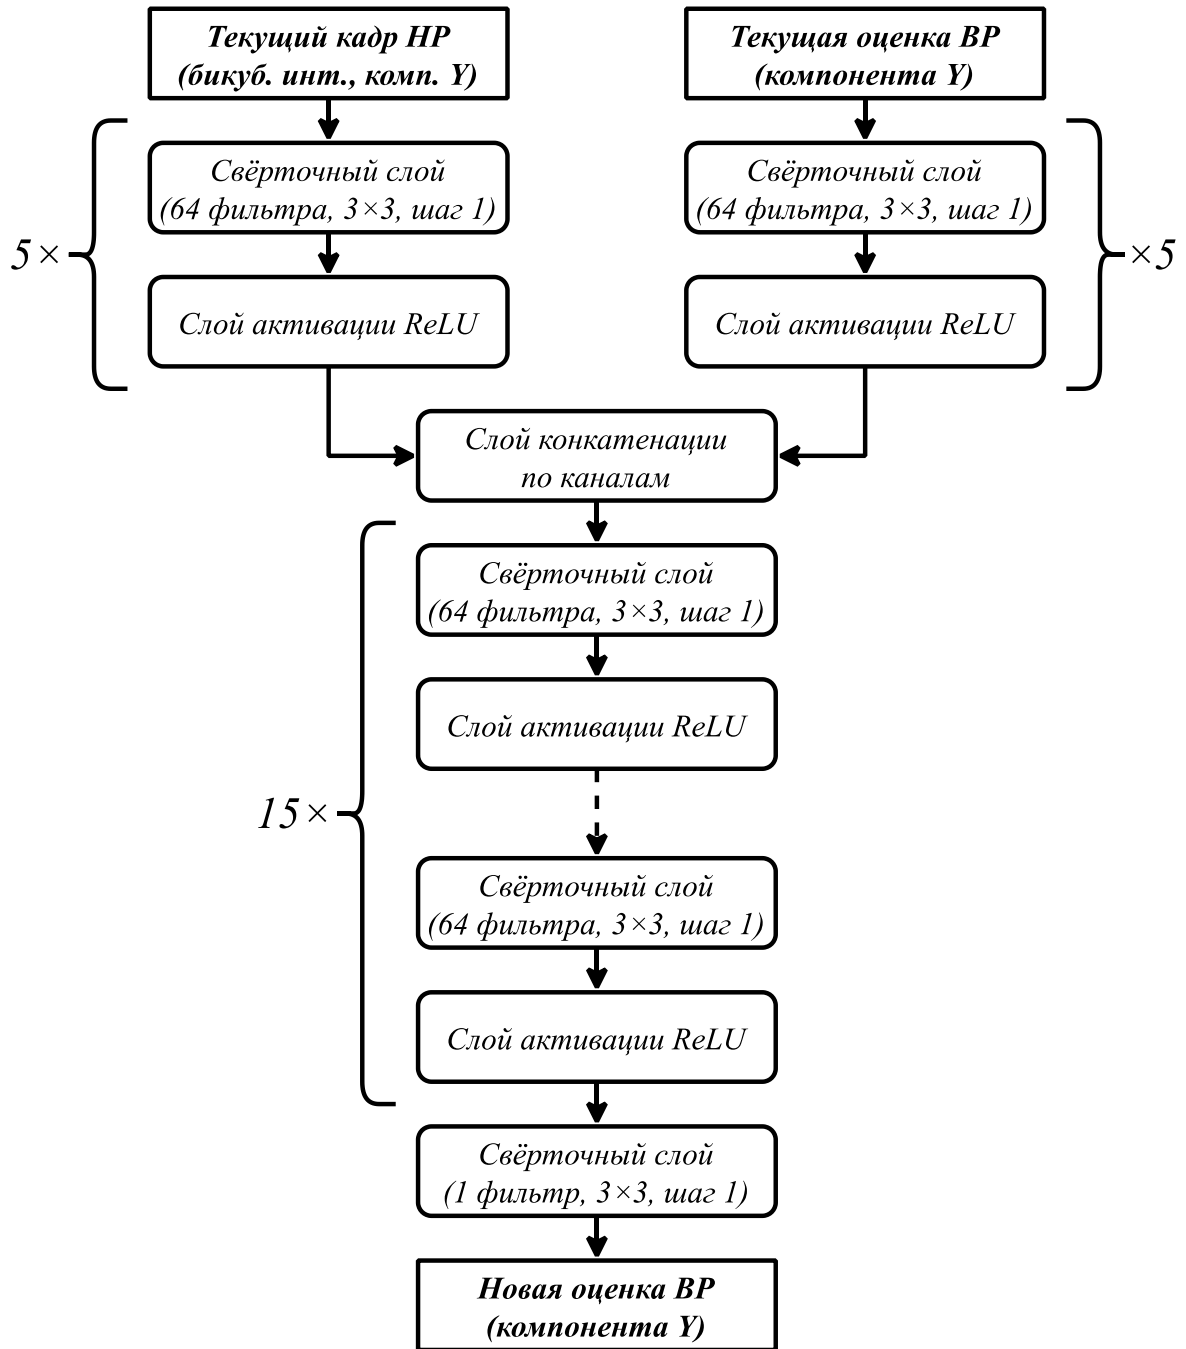 Текущий кадр НР
(бикуб. инт., комп. Y)
Текущая оценка ВР
(компонента Y)
5×
Свёрточный слой
(64 фильтра, 3×3, шаг 1)
Слой активации ReLU
Свёрточный слой
(64 фильтра, 3×3, шаг 1)
Слой активации ReLU
×5
Слой конкатенации
по каналам
15×
Свёрточный слой
(64 фильтра, 3×3, шаг 1)
Слой активации ReLU
Свёрточный слой
(64 фильтра, 3×3, шаг 1)
Слой активации ReLU
Свёрточный слой
(1 фильтр, 3×3, шаг 1)
Новая оценка ВР
(компонента Y)